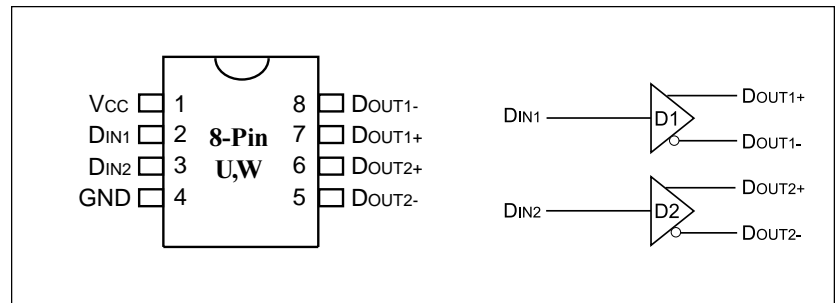 VCC 1 8 DOUT1-
DIN1 2 8-Pin 7 DOUT1+
DIN2 3 U,W 6 DOUT2+
GND 4 5 DOUT2-
DOUT1+
DIN1 D1
DOUT1-
DOUT2+
DIN2 D2
DOUT2-